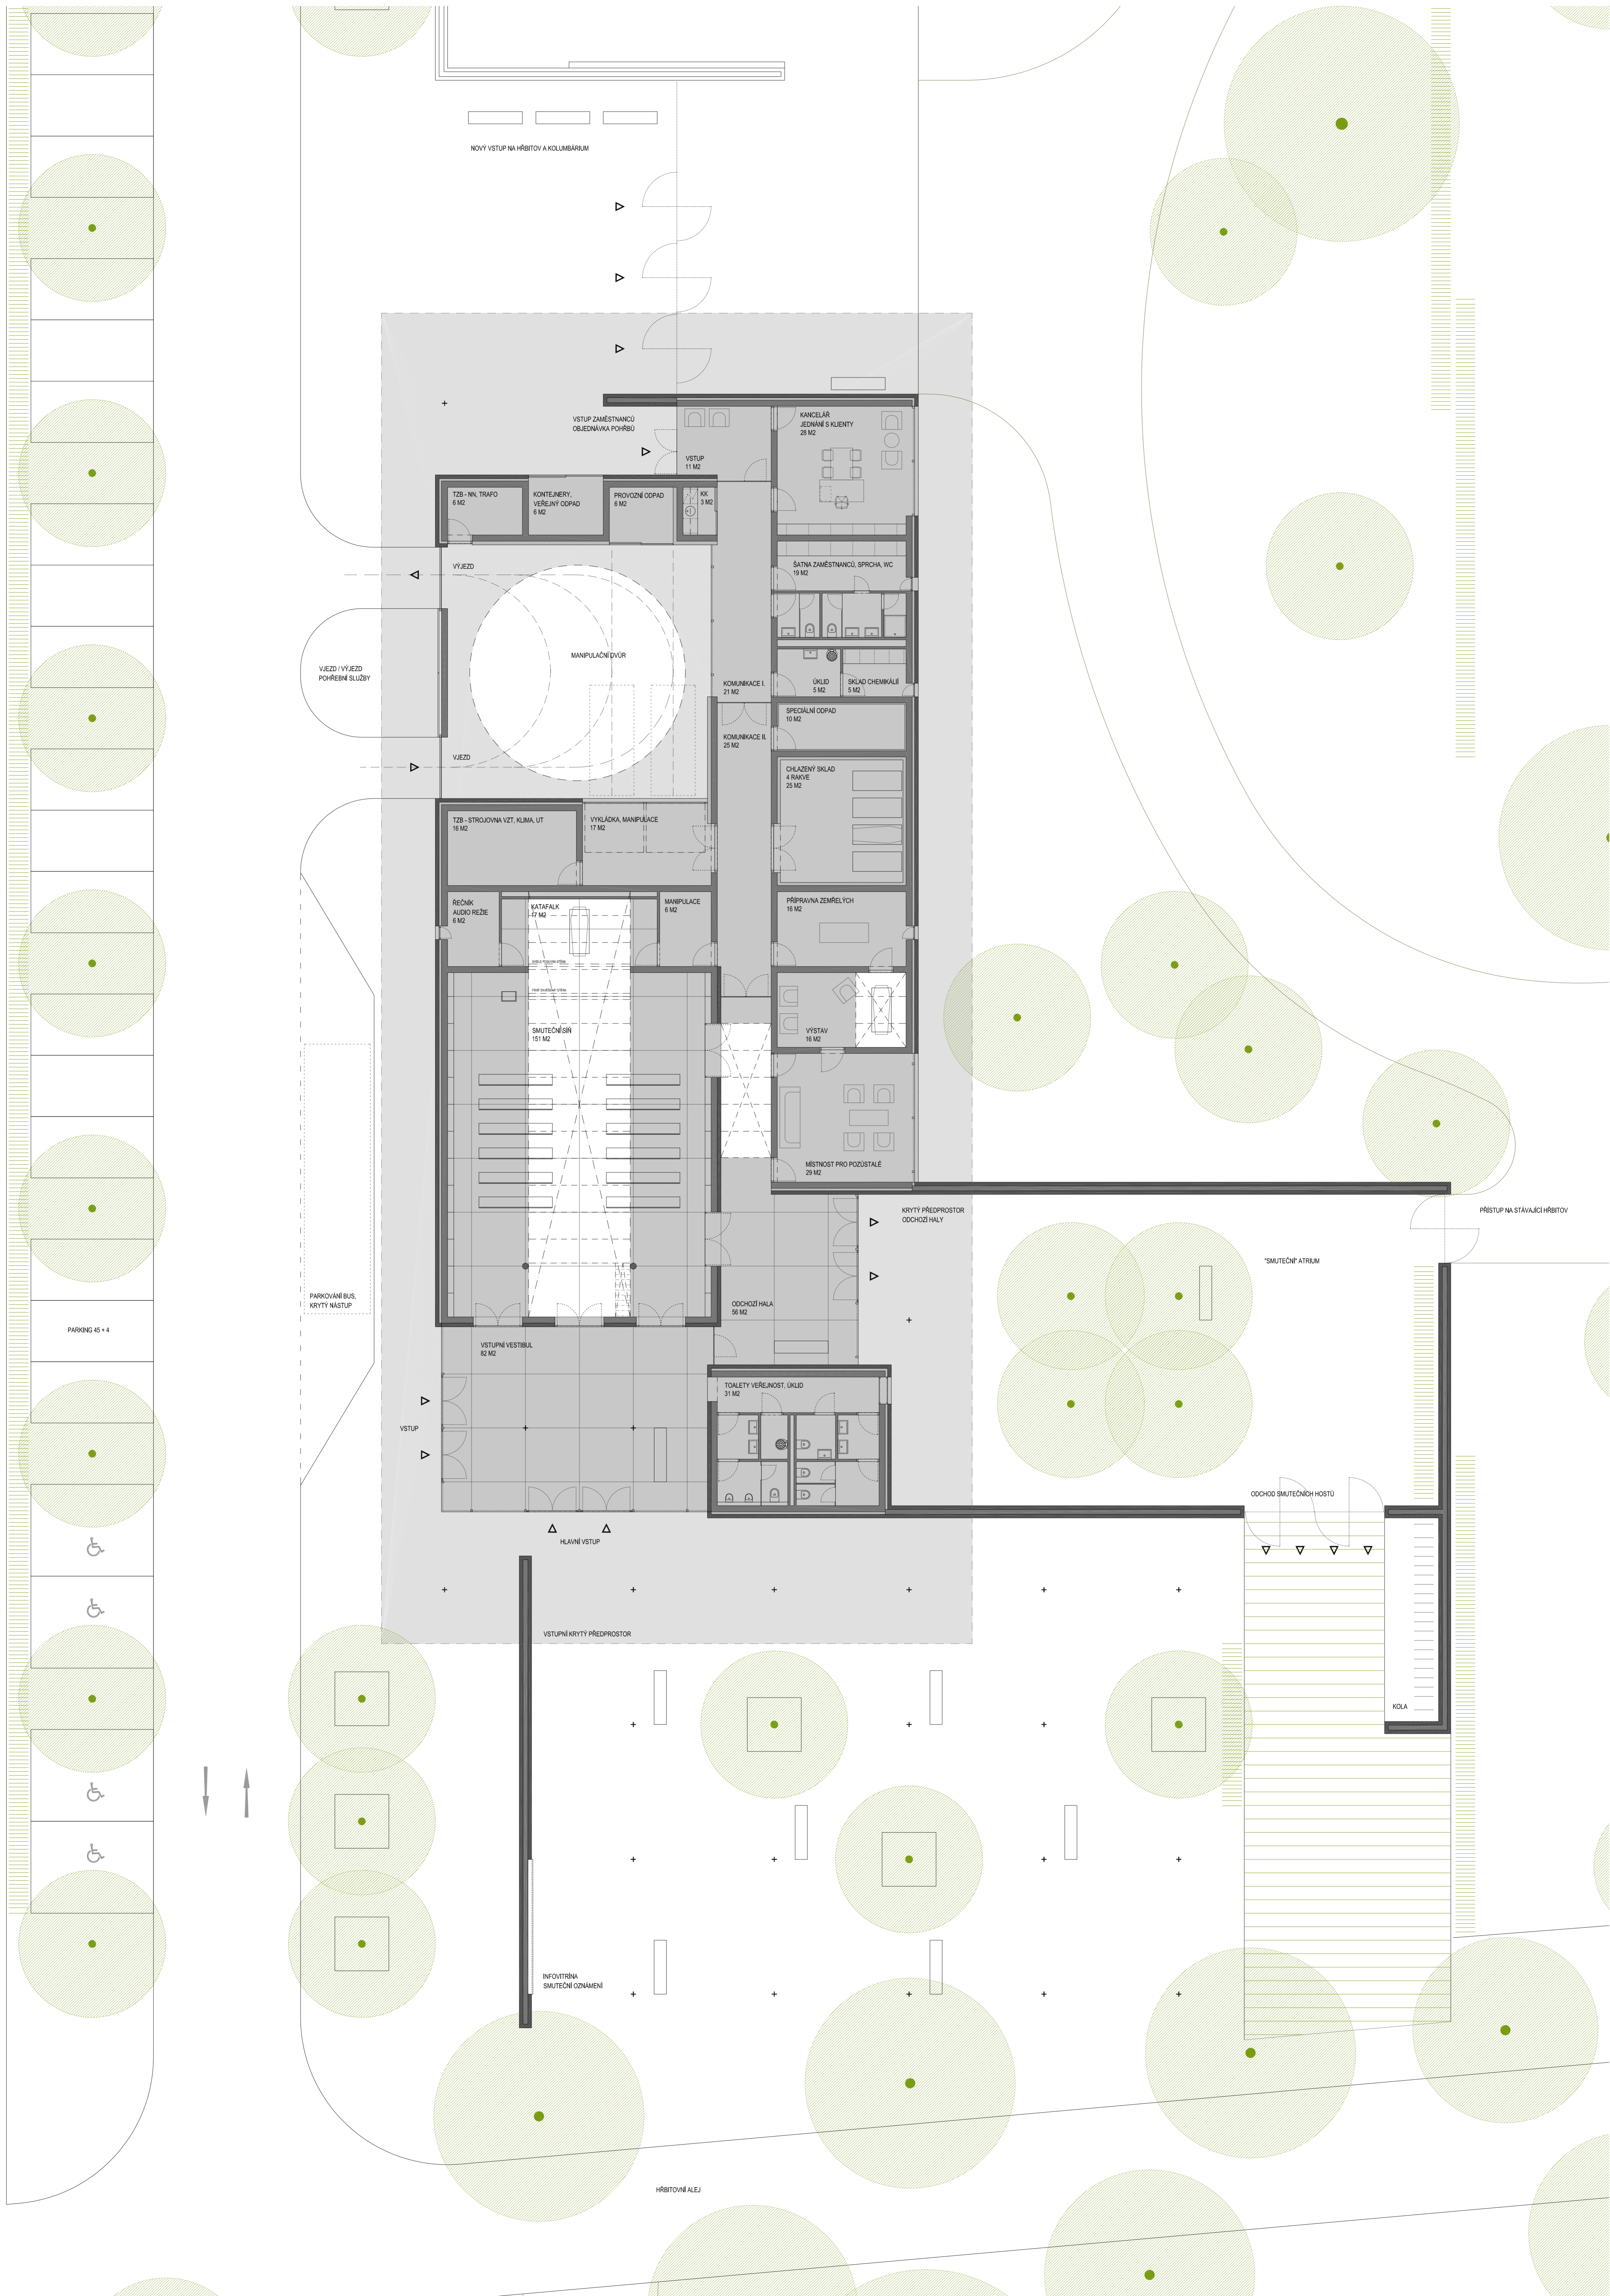 NOVÝ VSTUP NA HŘBITOV A KOLUMBÁRIUM
VSTUP ZAMĚSTNANCŮ
OBJEDNÁVKA POHŘBŮ
VSTUP
11 M2
KANCELÁŘ
JEDNÁNÍ S KLIENTY
28 M2
TZB - NN, TRAFO
6 M2
KONTEJNERY,
VEŘEJNÝ ODPAD
6 M2
PROVOZNÍ ODPAD
6 M2
KK
3 M2
VÝJEZD
ŠATNA ZAMĚSTNANCŮ, SPRCHA, WC
19 M2
MANIPULAČNÍ DVŮR
VJEZD / VÝJEZD
POHŘEBNÍ SLUŽBY
KOMUNIKACE I.
21 M2
ÚKLID
5 M2
SKLAD CHEMIKÁLIÍ
5 M2
SPECIÁLNÍ ODPAD
10 M2
KOMUNIKACE II.
25 M2
VJEZD
CHLAZENÝ SKLAD
4 RAKVE
25 M2
TZB - STROJOVNA VZT, KLIMA, UT
16 M2
VYKLÁDKA, MANIPULACE
17 M2
ŘEČNÍK
AUDIO REŽIE
6 M2
KATAFALK
17 M2
MANIPULACE
6 M2
PŘÍPRAVNA ZEMŘELÝCH
16 M2
SMUTEČNÍ SÍŇ
151 M2
VÝSTAV
16 M2
MÍSTNOST PRO POZŮSTALÉ
29 M2
KRYTÝ PŘEDPROSTOR
ODCHOZÍ HALY
PŘÍSTUP NA STÁVAJÍCÍ HŘBITOV
"SMUTEČNÍ" ATRIUM
PARKOVÁNÍ BUS,
KRYTÝ NÁSTUP
ODCHOZÍ HALA
56 M2
PARKING 45 + 4
VSTUPNÍ VESTIBUL
82 M2
TOALETY VEŘEJNOST, ÚKLID
31 M2
VSTUP
ODCHOD SMUTEČNÍCH HOSTŮ
HLAVNÍ VSTUP
VSTUPNÍ KRYTÝ PŘEDPROSTOR
KOLA
INFOVITRÍNA
SMUTEČNÍ OZNÁMENÍ
HŘBITOVNÍ ALEJ